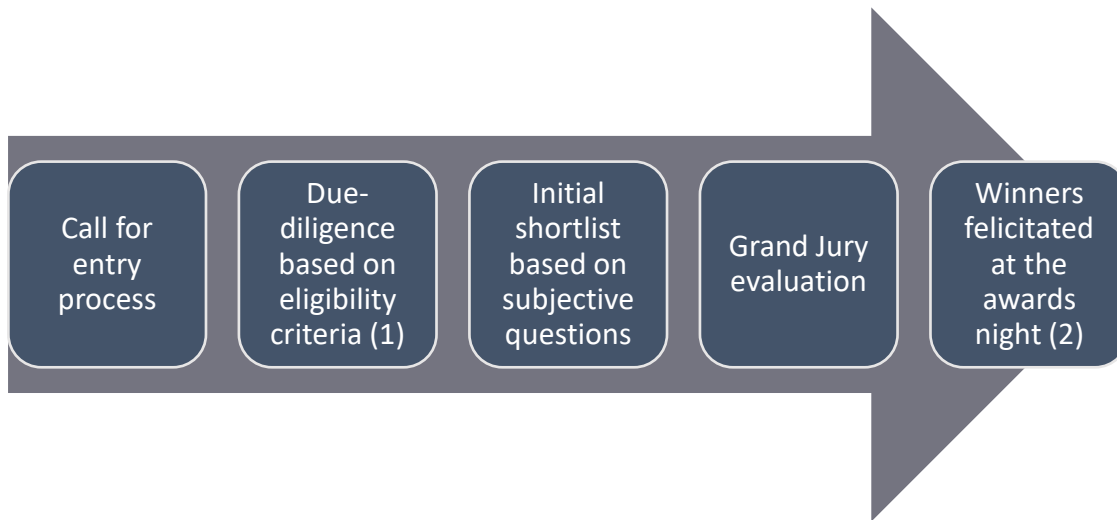 Call for
entry
process
Due-
diligence
based on
eligibility
criteria (1)
Initial
shortlist
based on
subjective
questions
Grand Jury
evaluation
Winners
felicitated
at the
awards
night (2)